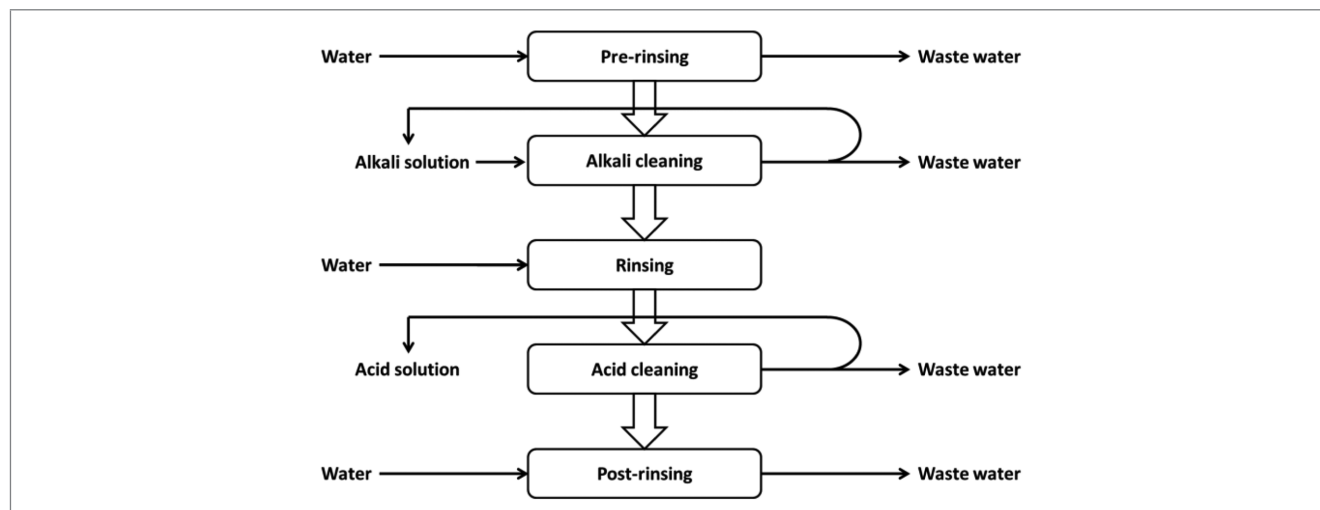 Water
Pre-rinsing
Waste water
Alkali solution
Alkali cleaning
Waste water
Water
Rinsing
Acid solution
Acid cleaning
Waste water
Water
Post-rinsing
Waste water